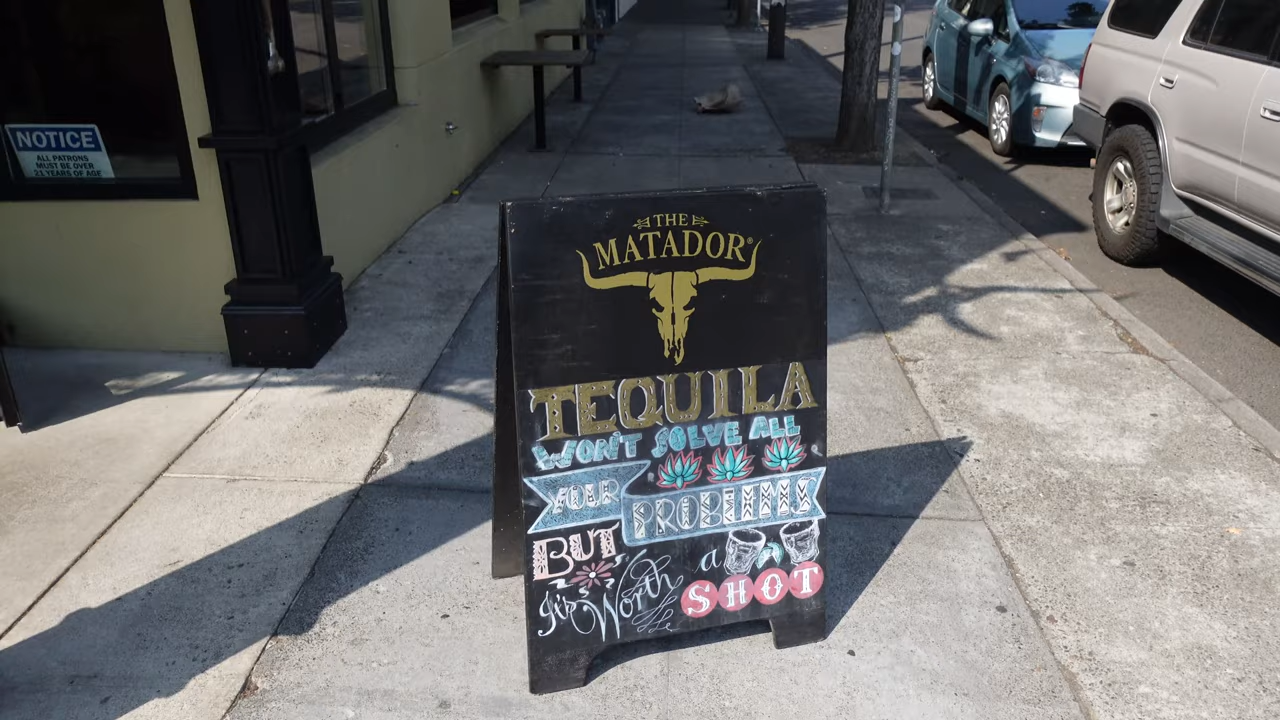 NOTICE
ALL PATRONS
MUST BE OVER
21 YEARS OF AGE
THE
MATADOR®
TEQUILA
WON'T SOLVE ALL
YOUR
PROBLEMS
BUT
a
It's Worth
SHOT